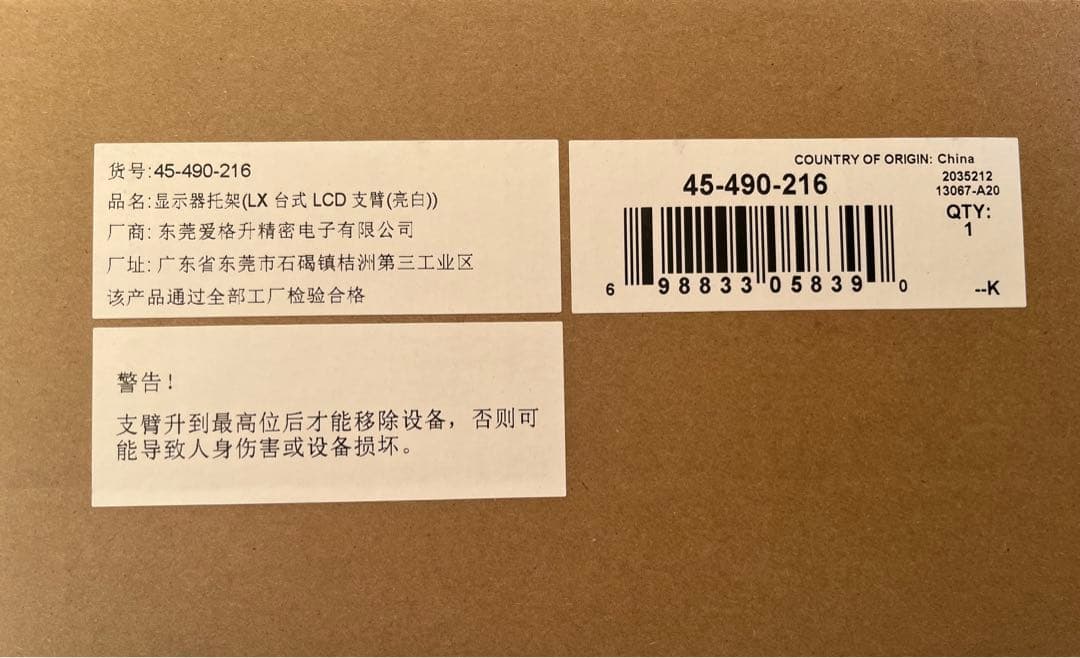 货号:45-490-216
品名:显示器托架(LX 台式 LCD 支臂(亮白))
厂商: 东莞爱格升精密电子有限公司
厂址: 广东省东莞市石碣镇桔洲第三工业区
该产品通过全部工厂检验合格
COUNTRY OF ORIGIN: China
45-490-216
2035212
13067-A20
QTY:
1
6 98833 05839 0
--K
警告!
支臂升到最高位后才能移除设备，否则可
能导致人身伤害或设备损坏。